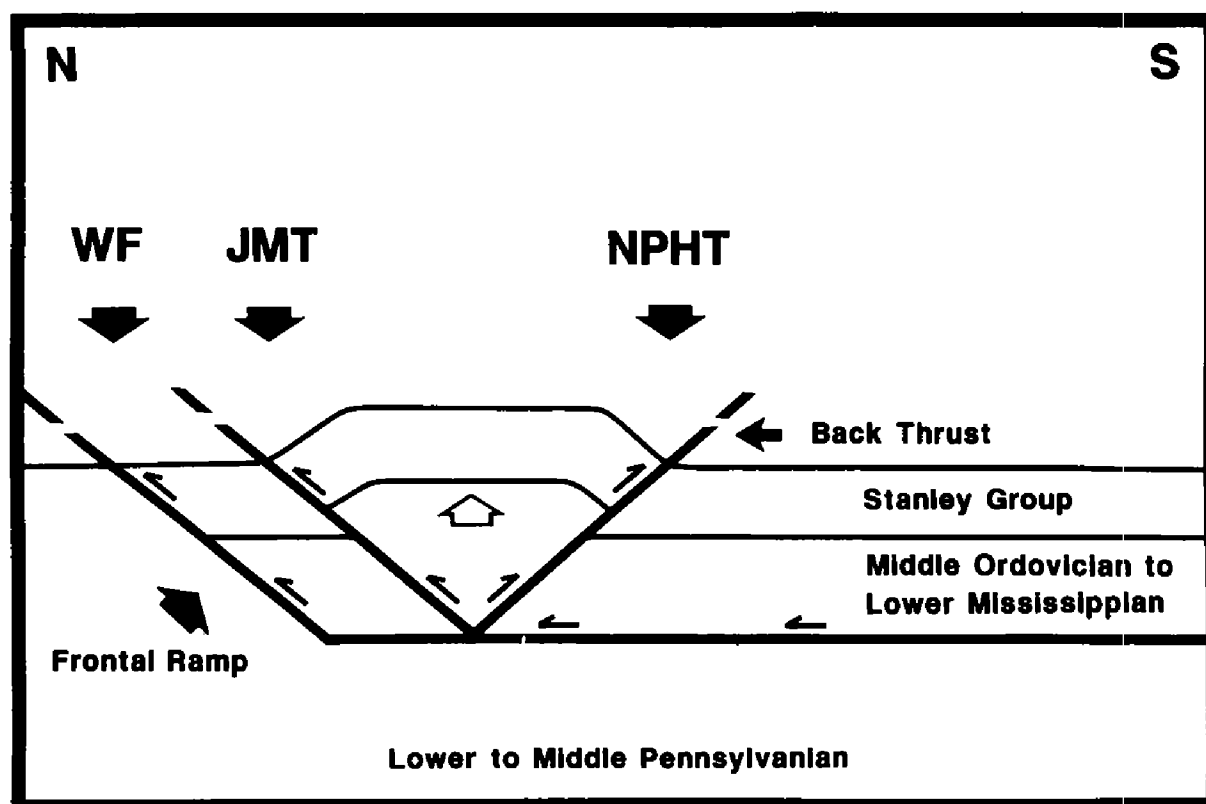 N
S
WF
JMT
NPHT
Back Thrust
Stanley Group
Middle Ordovician to
Lower Mississippian
Frontal Ramp
Lower to Middle Pennsylvanian